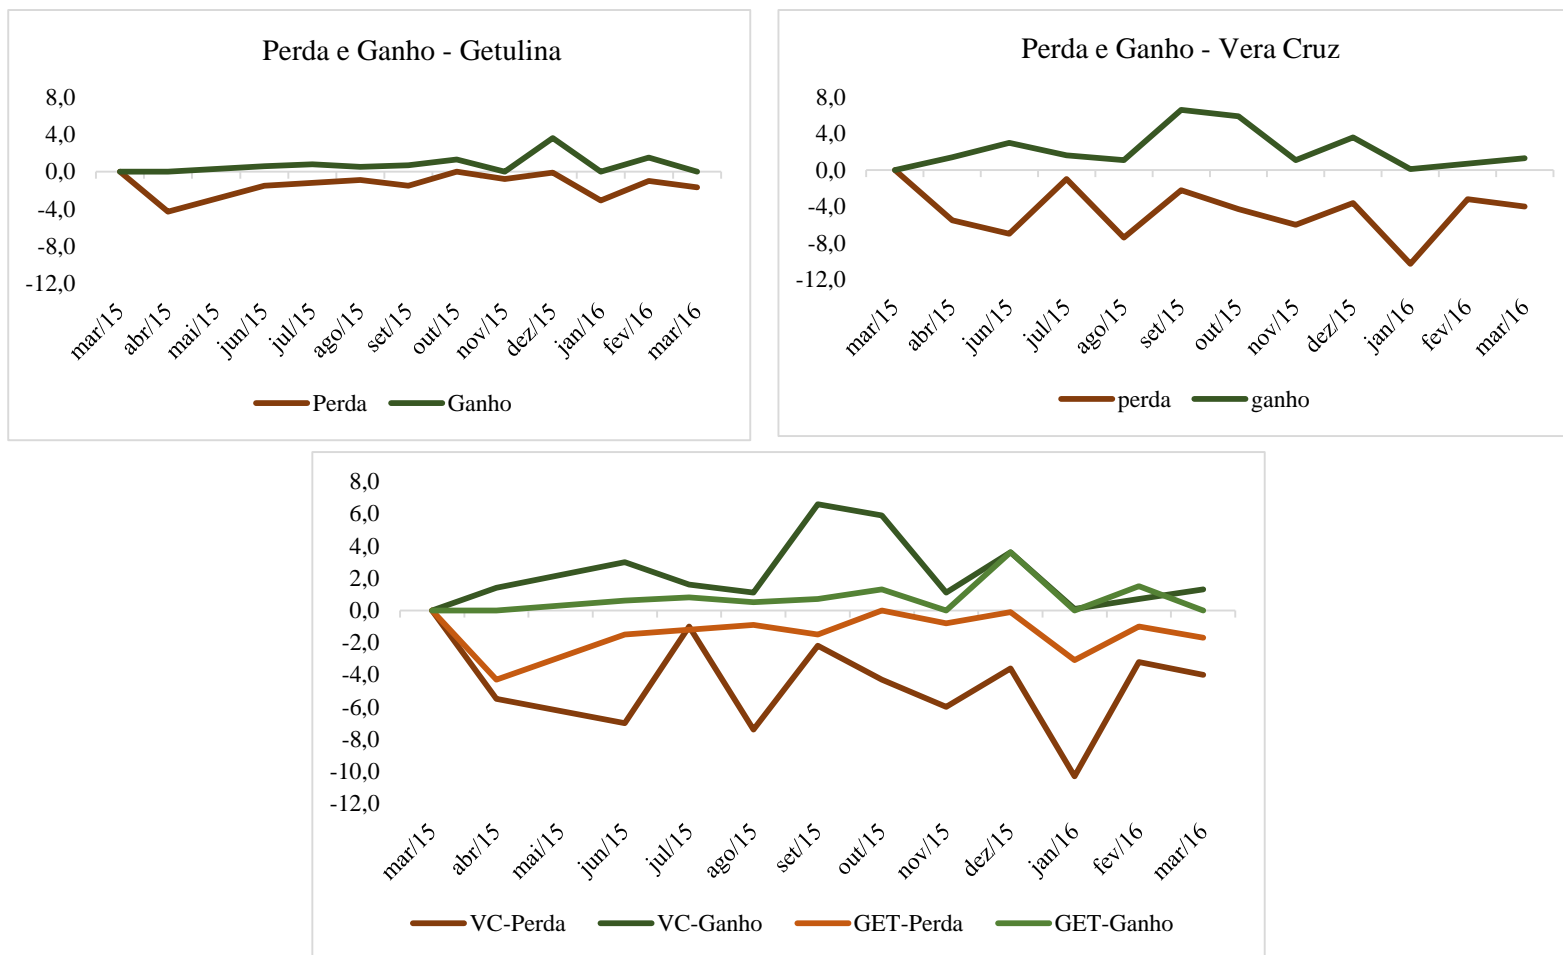 Perda e Ganho - Getulina
8,0
4,0
0,0
-4,0
-8,0
-12,0
mar/15
abr/15
mai/15
jun/15
jul/15
ago/15
set/15
out/15
nov/15
dez/15
jan/16
fev/16
mar/16
Perda Ganho
Perda e Ganho - Vera Cruz
8,0
4,0
0,0
-4,0
-8,0
-12,0
mar/15
abr/15
jun/15
jul/15
ago/15
set/15
out/15
nov/15
dez/15
jan/16
fev/16
mar/16
perda ganho
8,0
6,0
4,0
2,0
0,0
-2,0
-4,0
-6,0
-8,0
-10,0
-12,0
mar/15
abr/15
mai/15
jun/15
jul/15
ago/15
set/15
out/15
nov/15
dez/15
jan/16
fev/16
mar/16
VC-Perda VC-Ganho GET-Perda GET-Ganho